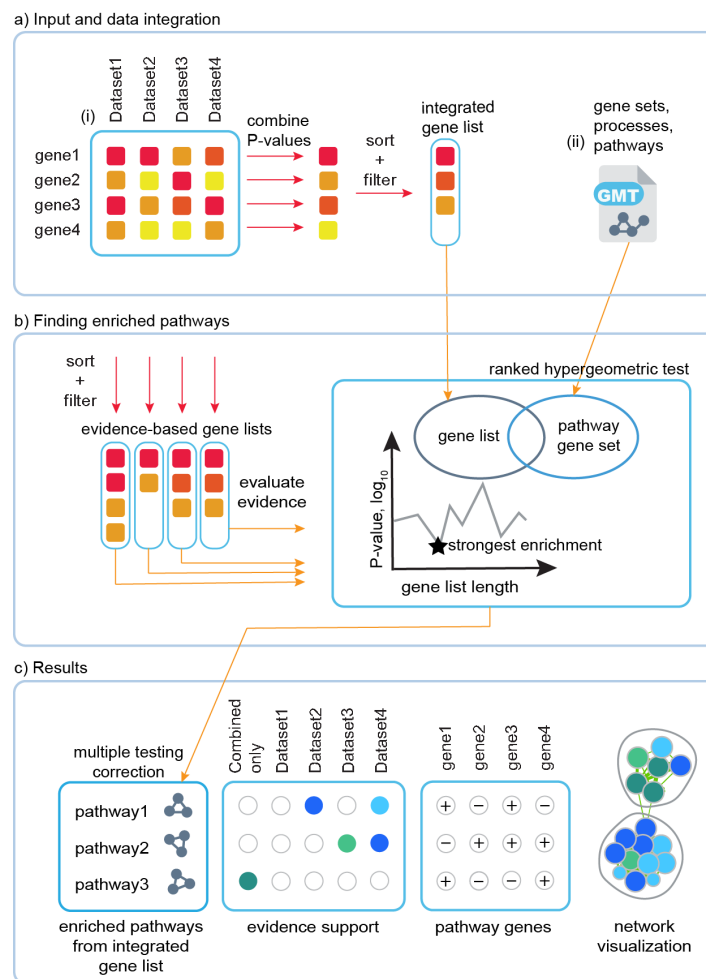 a) Input and data integration
Dataset1
Dataset2
Dataset3
Dataset4
(i)
gene1
gene2
gene3
gene4
combine
P-values
sort
+
filter
integrated
gene list
gene sets,
processes,
pathways
(ii)
GMT
b) Finding enriched pathways
sort
+
filter
evidence-based gene lists
evaluate
evidence
ranked hypergeometric test
gene list
pathway
gene set
P-value, log10
strongest enrichment
gene list length
c) Results
multiple testing
correction
pathway1
pathway2
pathway3
enriched pathways
from integrated
gene list
Combined
only
Dataset1
Dataset2
Dataset3
Dataset4
evidence support
gene1
gene2
gene3
gene4
+ − + −
− + + +
+ − − +
pathway genes
network
visualization